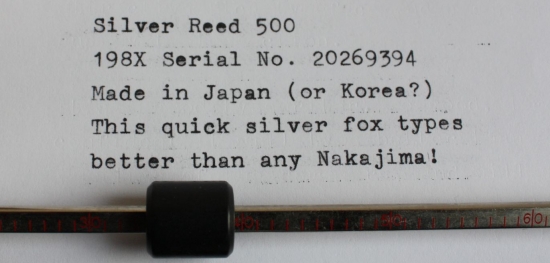 Silver Reed 500
198X Serial No. 20269394
Made in Japan (or Korea?)
This quick silver fox types
better than any Nakajima!
60